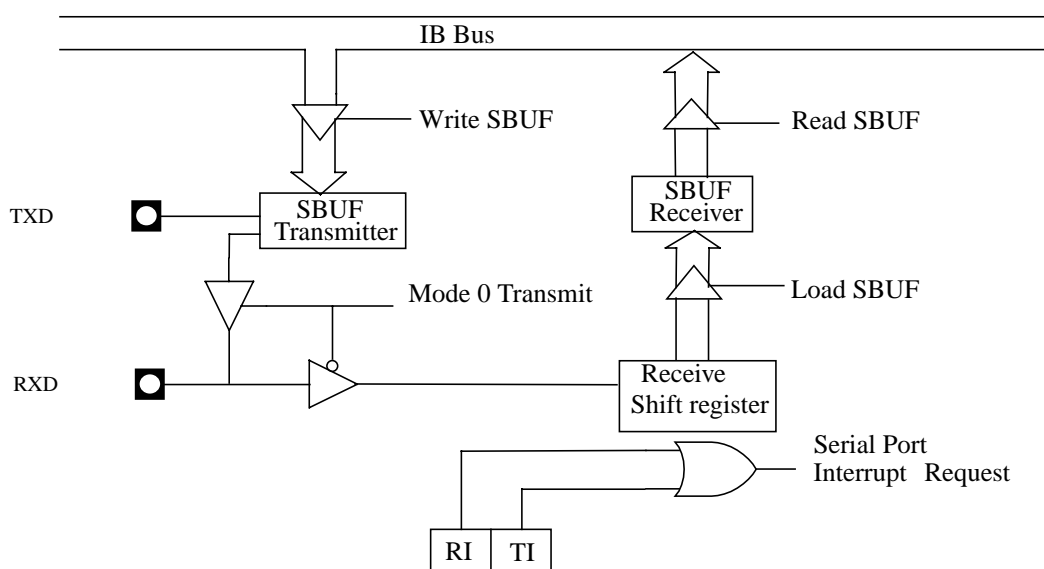 IB Bus
Write SBUF
Read SBUF
TXD
SBUF
Transmitter
SBUF
Receiver
Mode 0 Transmit
Load SBUF
RXD
Receive
Shift register
Serial Port
Interrupt Request
RI
TI